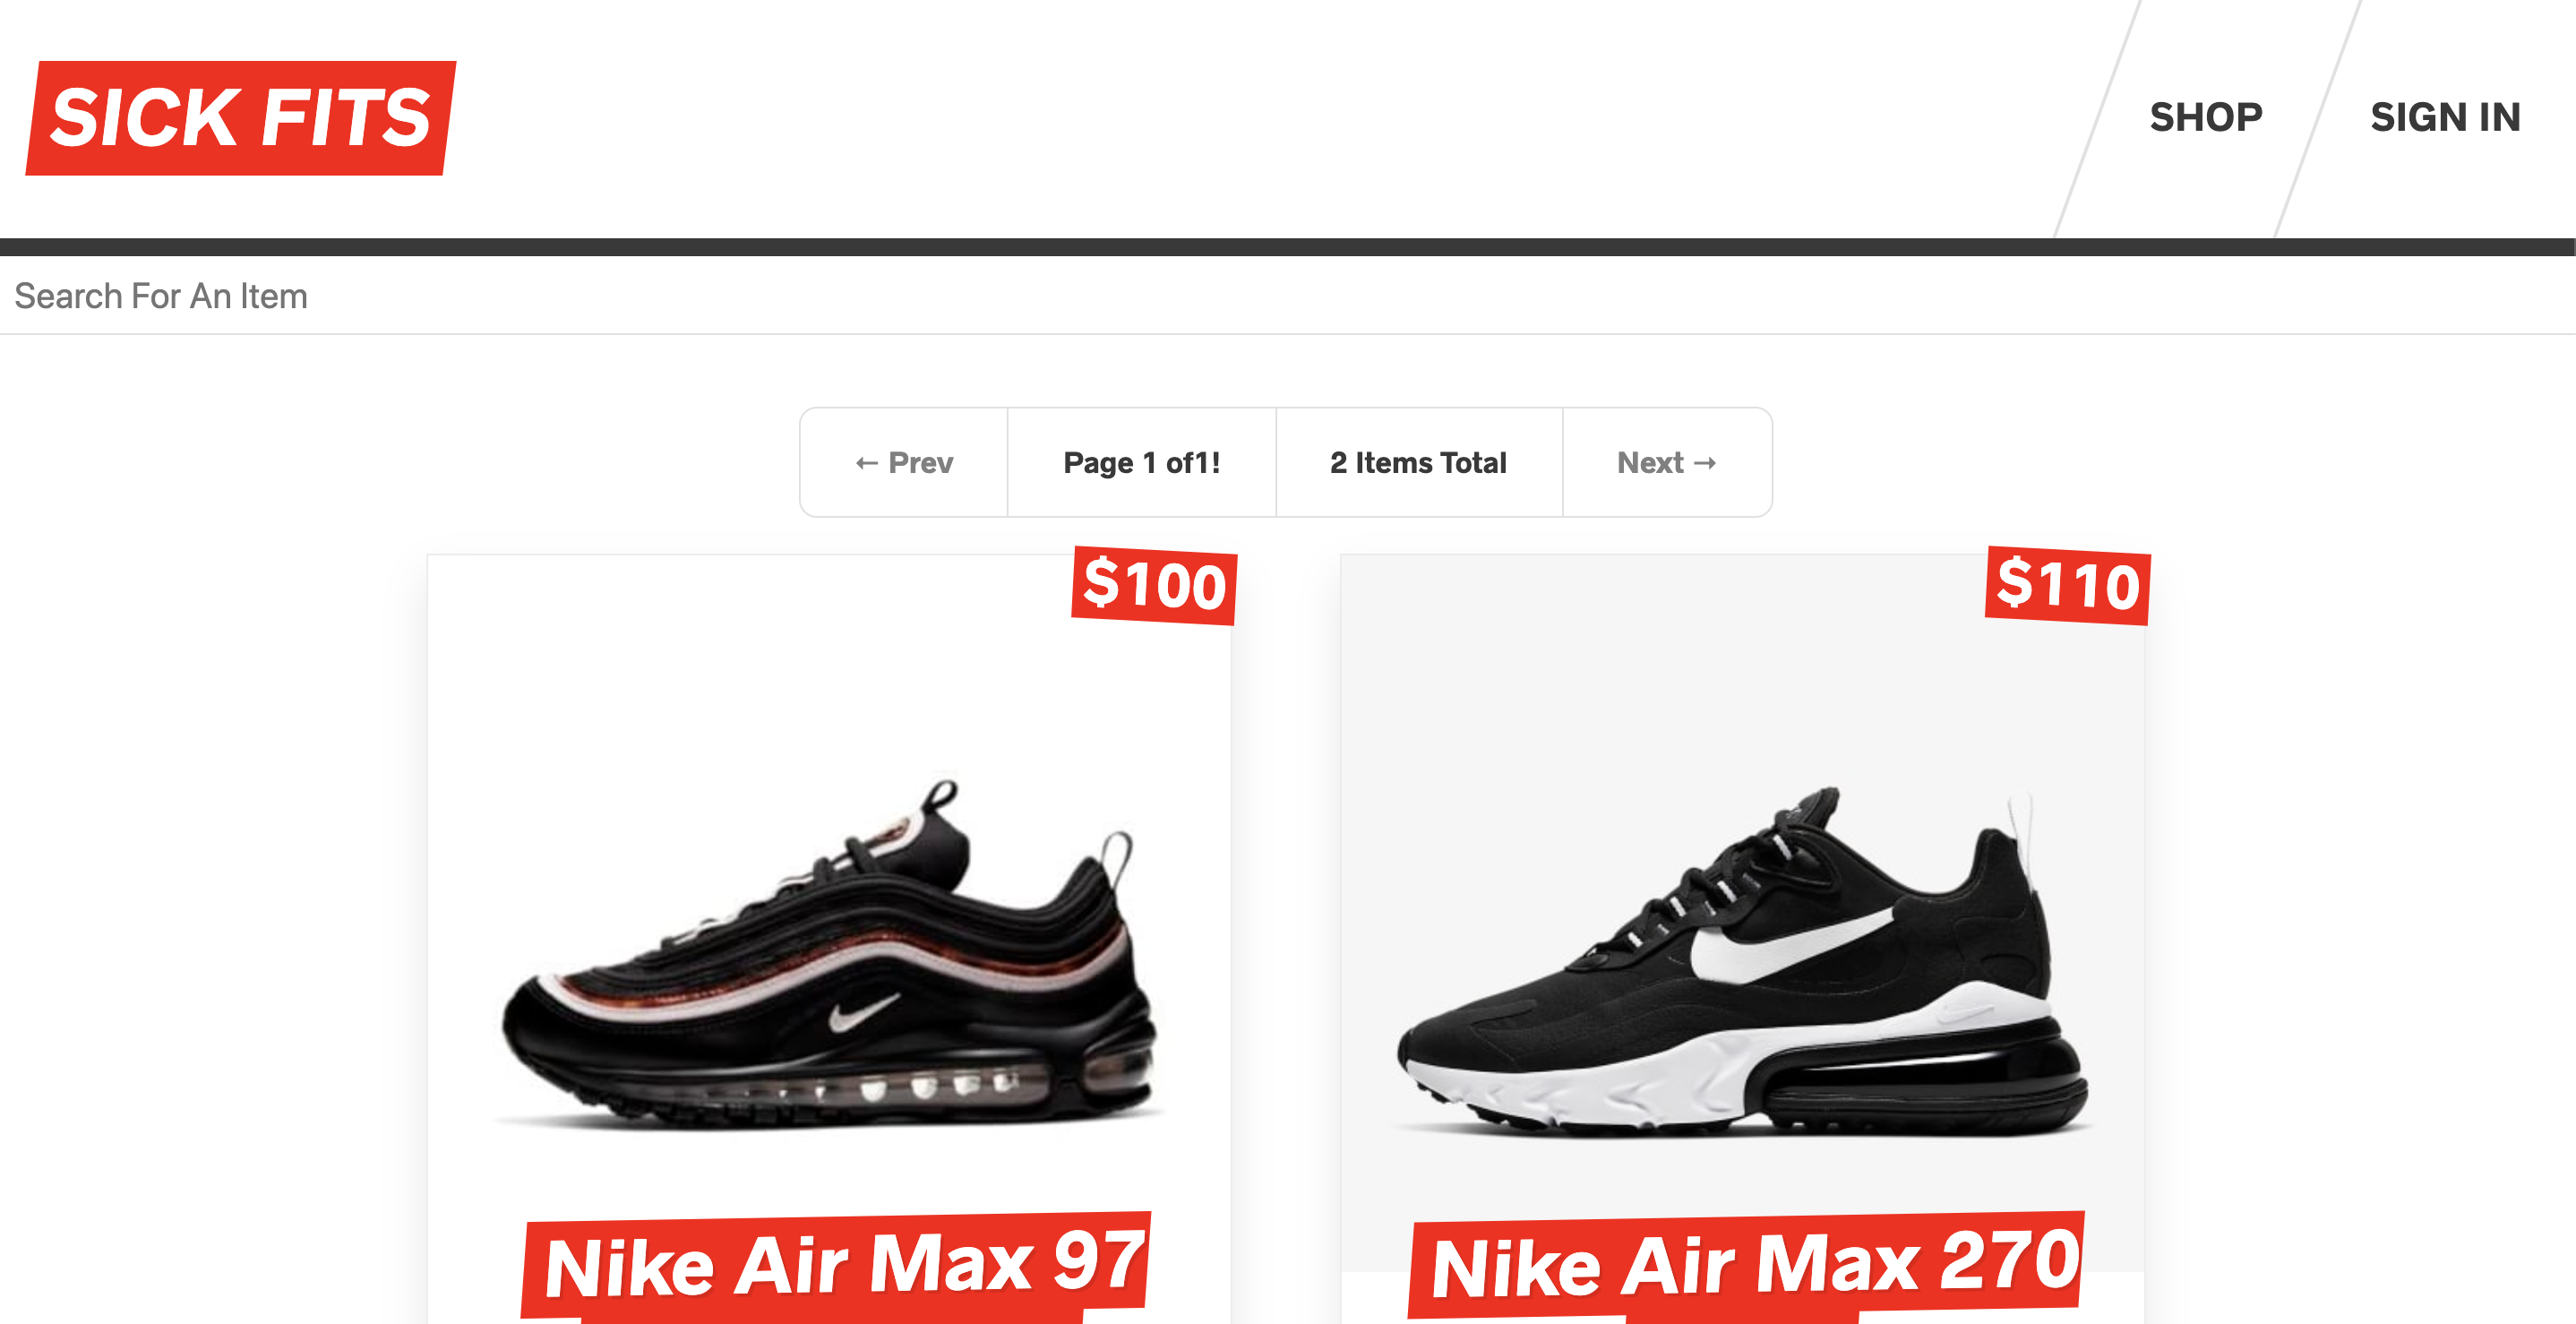 SICK FITS
SHOP
SIGN IN
Search For An Item
← Prev
Page 1 of1!
2 Items Total
Next →
$100
$110
Nike Air Max 97
Nike Air Max 270